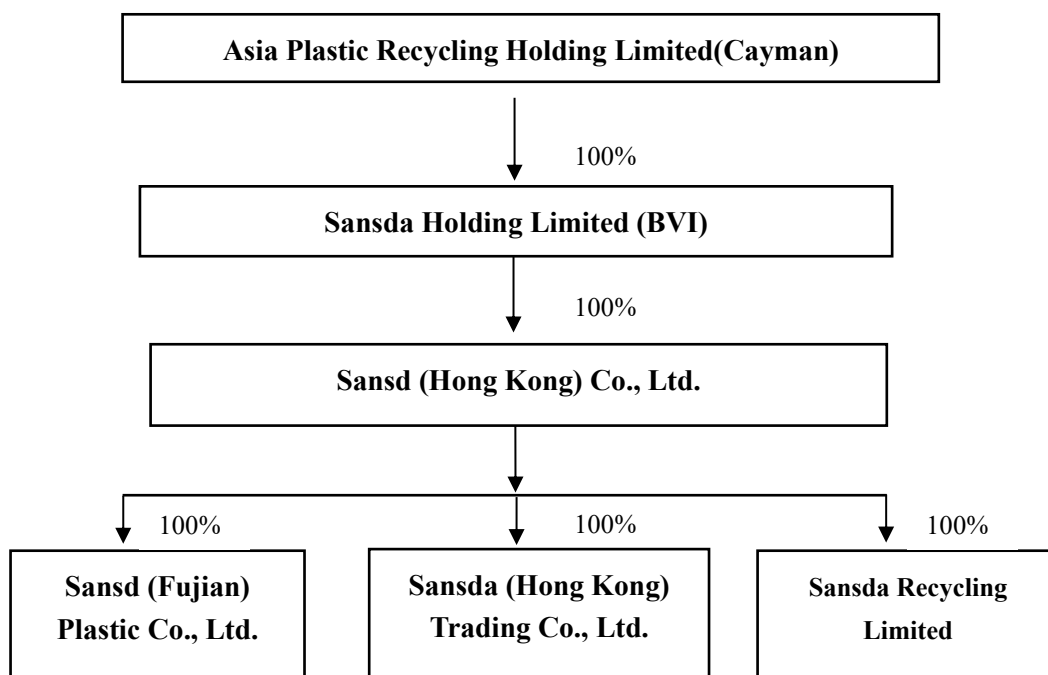 Asia Plastic Recycling Holding Limited(Cayman)
100%
Sansda Holding Limited (BVI)
100%
Sansd (Hong Kong) Co., Ltd.
100%
100%
100%
Sansd (Fujian)
Plastic Co., Ltd.
Sansda (Hong Kong)
Trading Co., Ltd.
Sansda Recycling
Limited